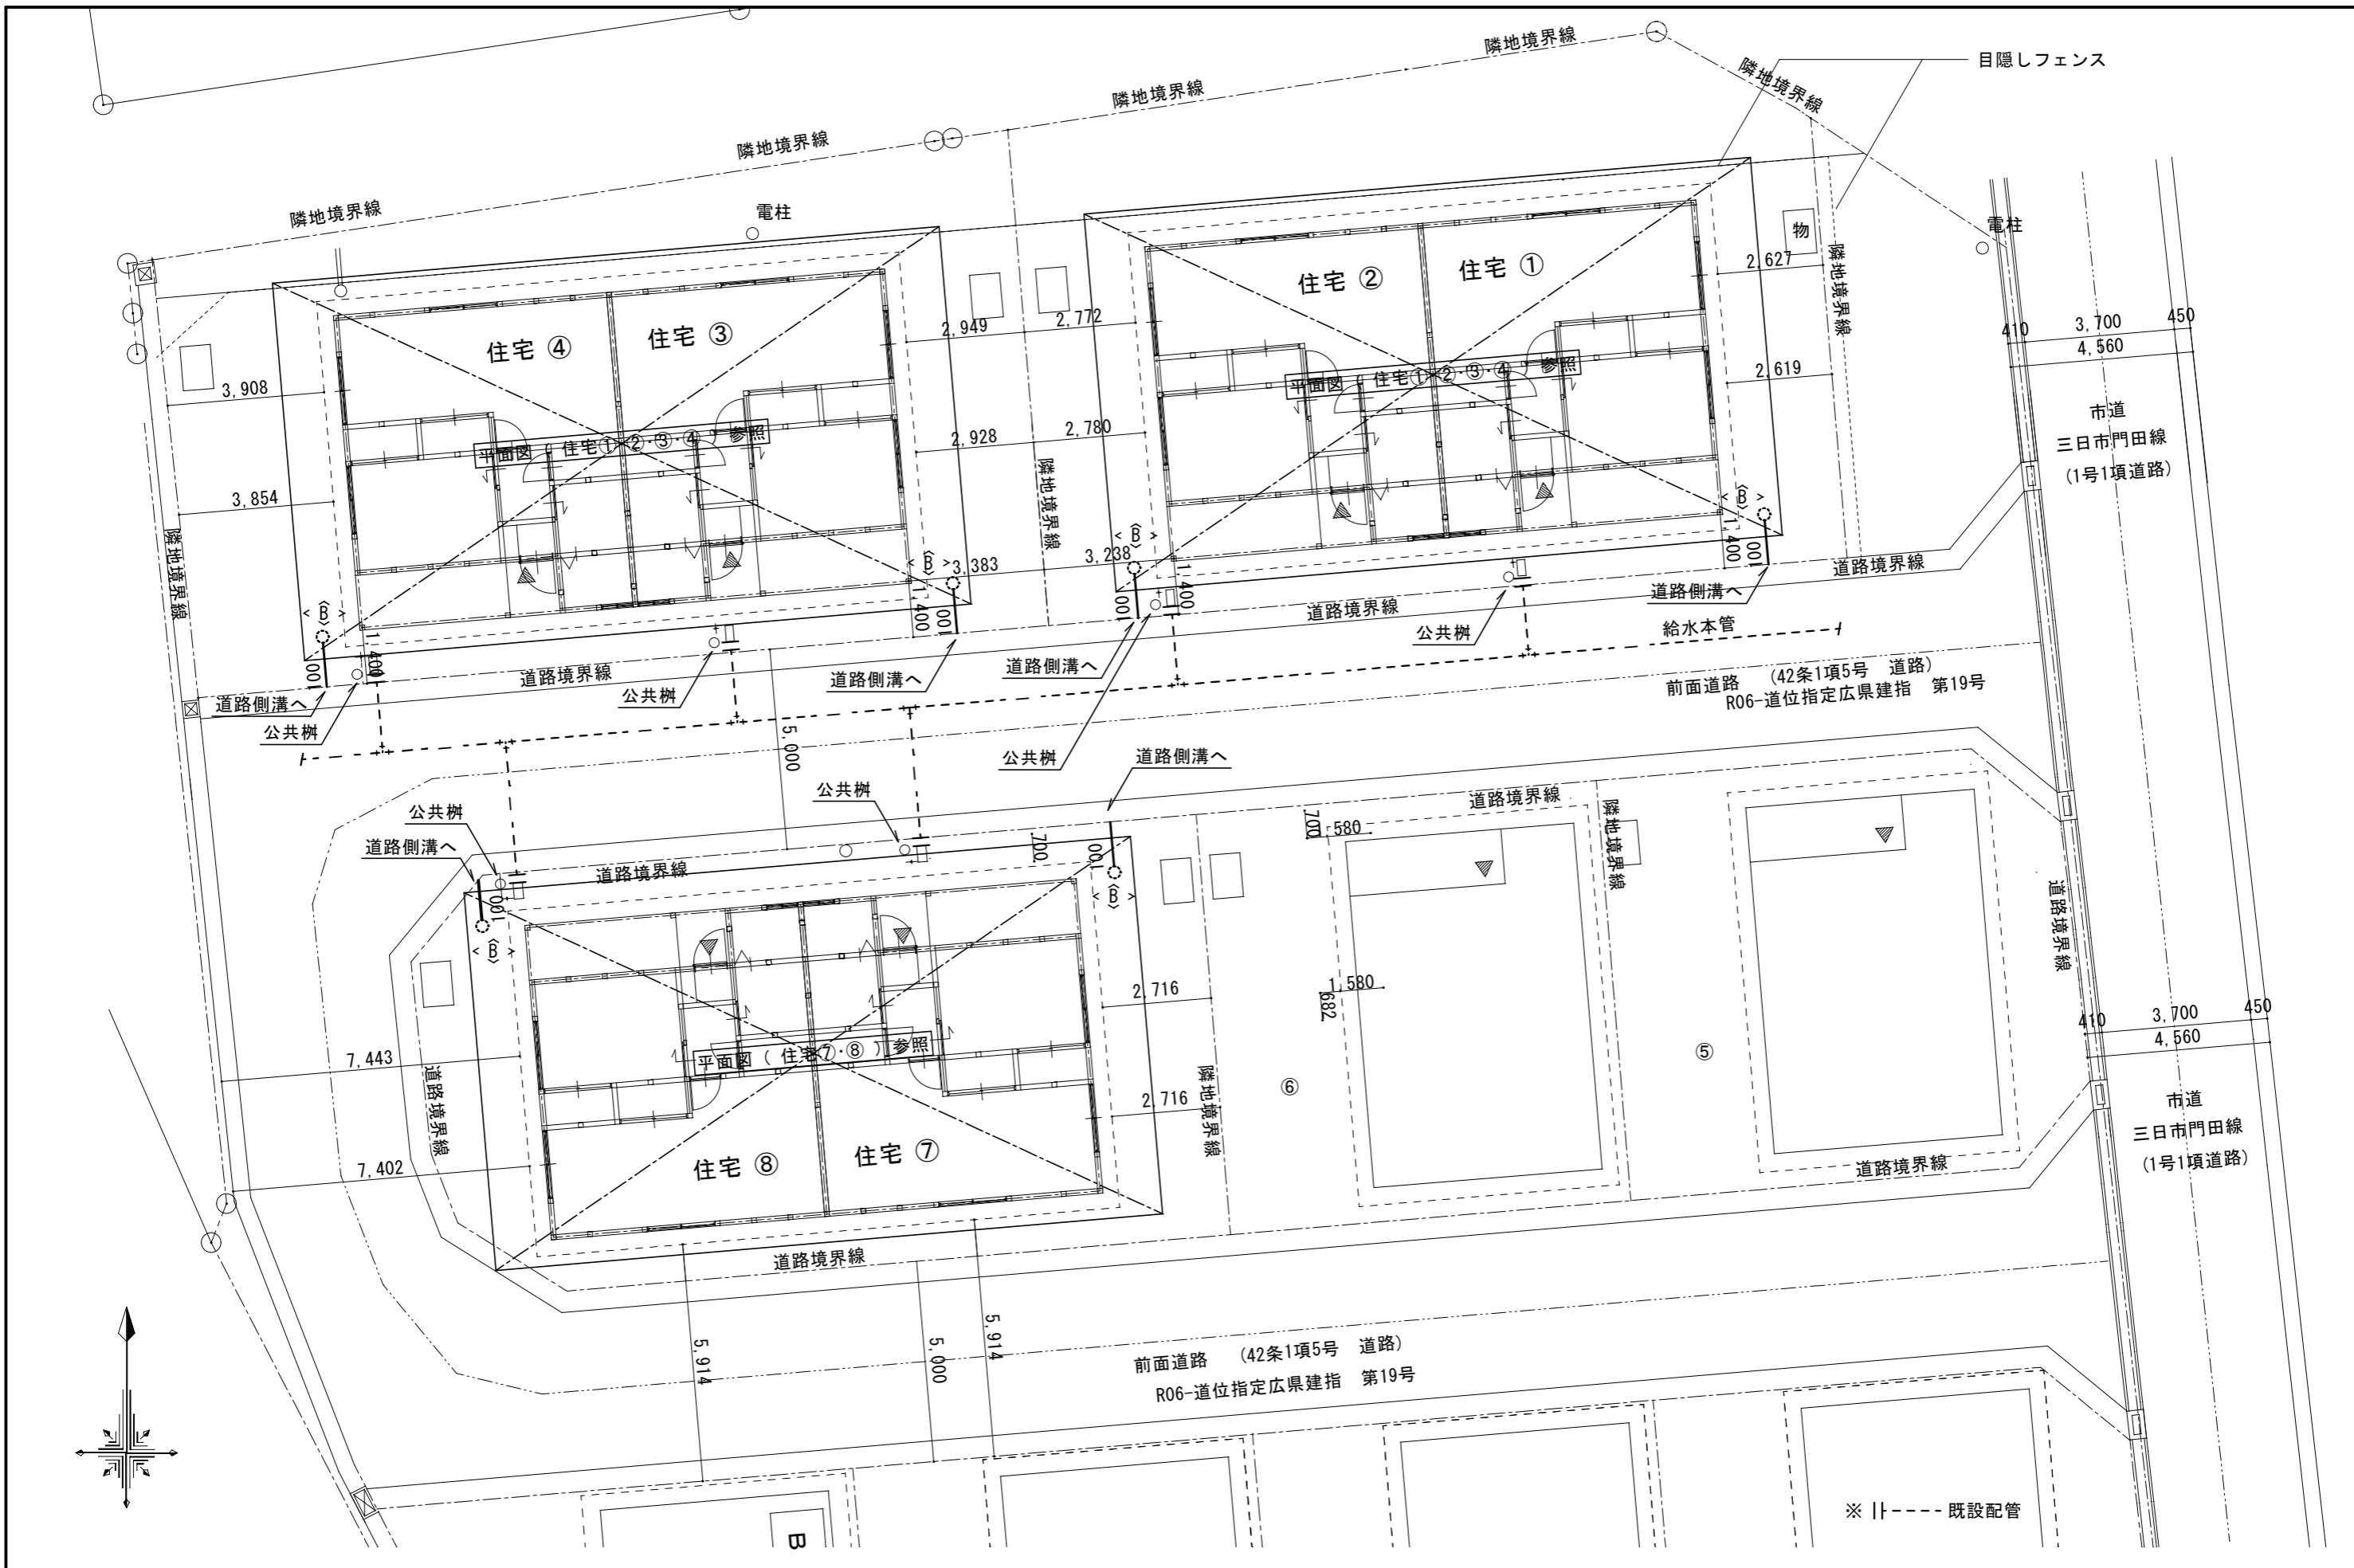 隣地境界線
目隠しフェンス
隣地境界線
隣地境界線
隣地境界線
隣地境界線
電柱
電柱
物
住宅 ②
住宅 ①
2,627
隣地境界線
住宅 ④
住宅 ③
2,949
2,772
410
3,700
450
4,560
3,908
平面図 ( 住宅①・②・③・④ ) 参照
2,619
市道
三日市門田線
(1号1項道路)
平面図 ( 住宅①・②・③・④ ) 参照
2,928
2,780
隣地境界線
3,854
隣地境界線
< B >
< B >
< B >
< B >
3,383
3,238
1,400
100
1,400
100
1,400
100
1,400
100
道路境界線
道路側溝へ
道路境界線
公共桝
給水本管
道路側溝へ
道路境界線
道路側溝へ
公共桝
道路側溝へ
公共桝
前面道路 (42条1項5号 道路)
R06-道位指定広県建指 第19号
5,000
公共桝
道路側溝へ
公共桝
公共桝
道路側溝へ
道路境界線
道路境界線
700
580
700
100
100
隣地境界線
< B >
< B >
道路境界線
2,716
1,580
682
410
3,700
450
4,560
平面図 ( 住宅⑦・⑧ ) 参照
7,443
道路境界線
⑤
⑥
2,716
隣地境界線
市道
三日市門田線
(1号1項道路)
住宅 ⑧
住宅 ⑦
7,402
道路境界線
道路境界線
5,914
5,000
5,914
前面道路 (42条1項5号 道路)
R06-道位指定広県建指 第19号
B
※ 既設配管